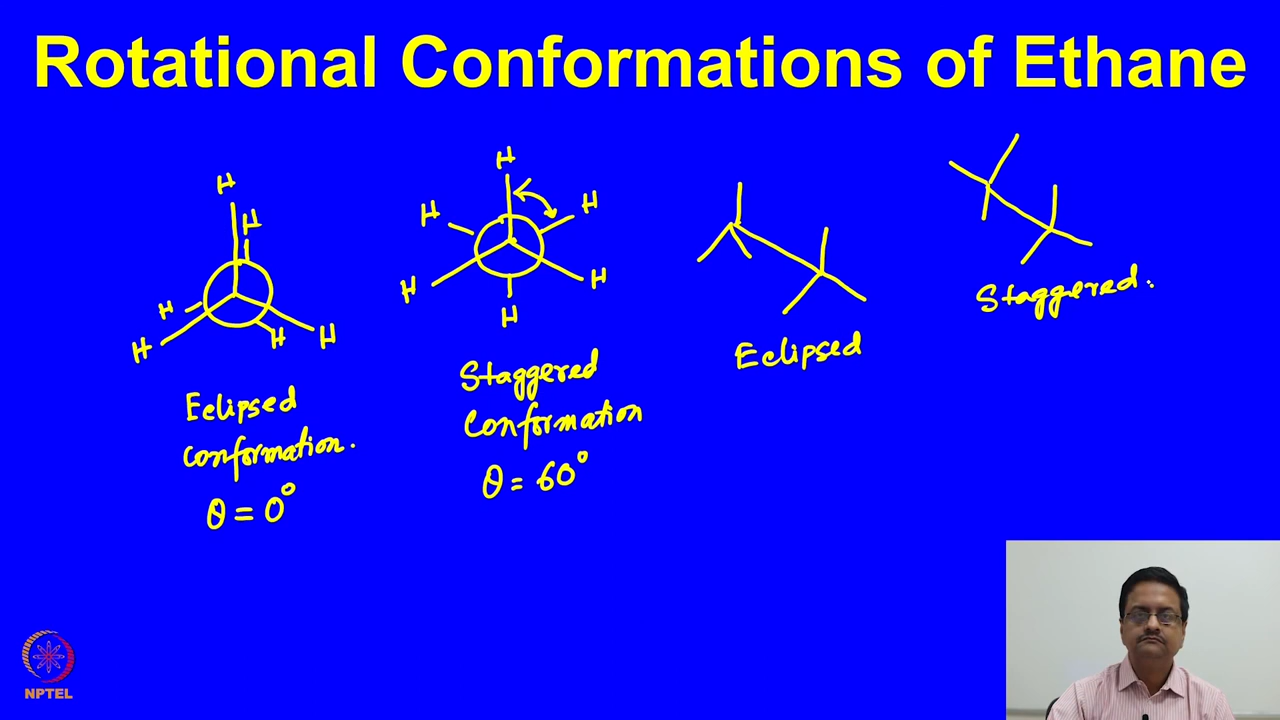 Rotational Conformations of Ethane
H
H
H
H
H
H
Eclipsed
conformation.
θ = 0°
H
H
H
H
H
H
Staggered
Conformation
θ = 60°
Eclipsed
Staggered.
NPTEL